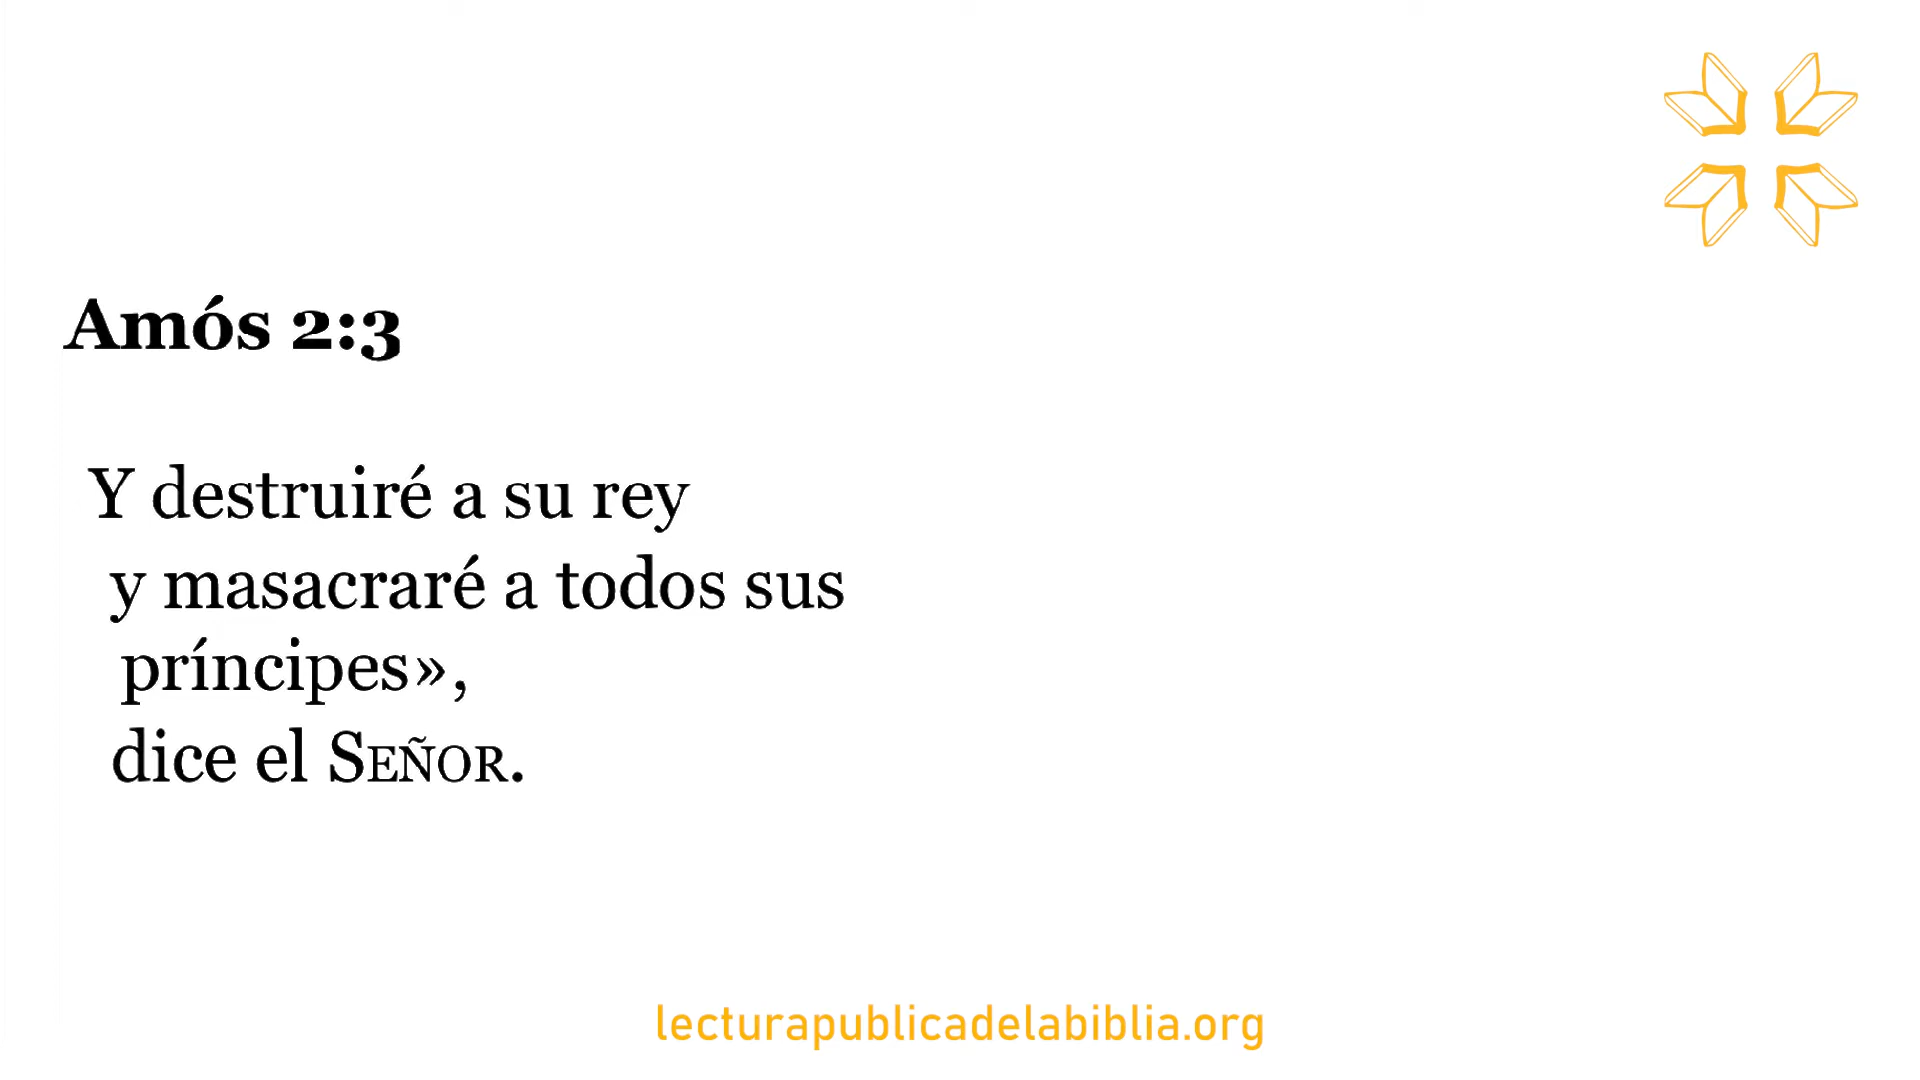 Amós 2:3
Y destruiré a su rey
y masacraré a todos sus
príncipes»,
dice el SEÑOR.
lecturapublicadelabiblia.org